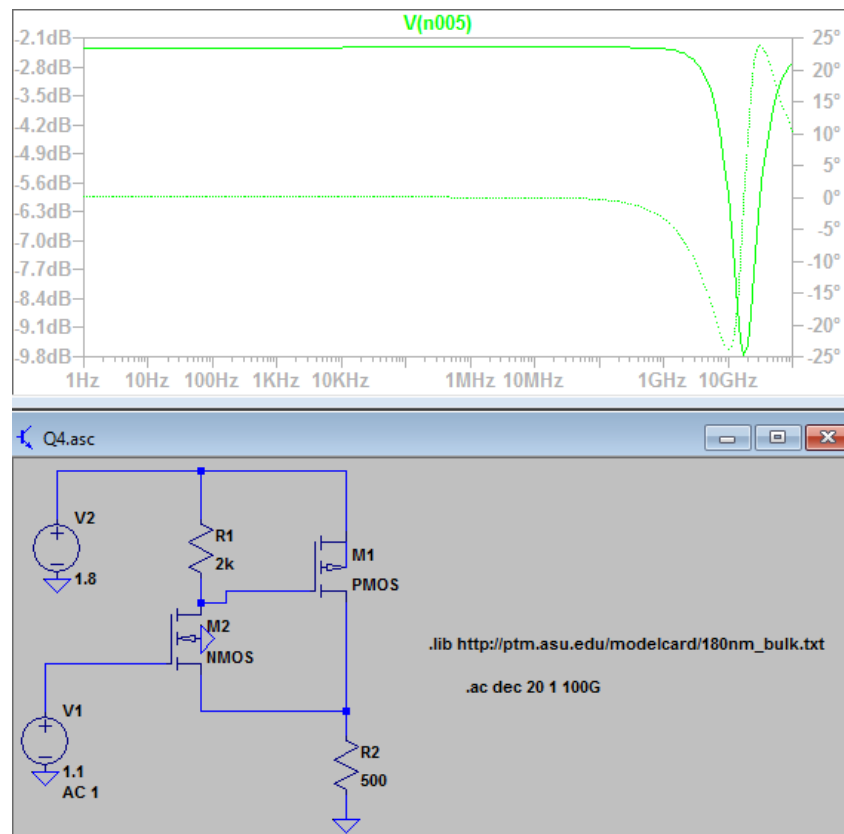 V(n005)
-2.1dB
-2.8dB
-3.5dB
-4.2dB
-4.9dB
-5.6dB
-6.3dB
-7.0dB
-7.7dB
-8.4dB
-9.1dB
-9.8dB
25°
20°
15°
10°
5°
0°
-5°
-10°
-15°
-20°
-25°
1Hz 10Hz 100Hz 1KHz 10KHz 1MHz 10MHz 1GHz 10GHz
Q4.asc
V2
1.8
R1
2k
M1
PMOS
M2
NMOS
.lib http://ptm.asu.edu/modelcard/180nm_bulk.txt
.ac dec 20 1 100G
V1
1.1
AC 1
R2
500